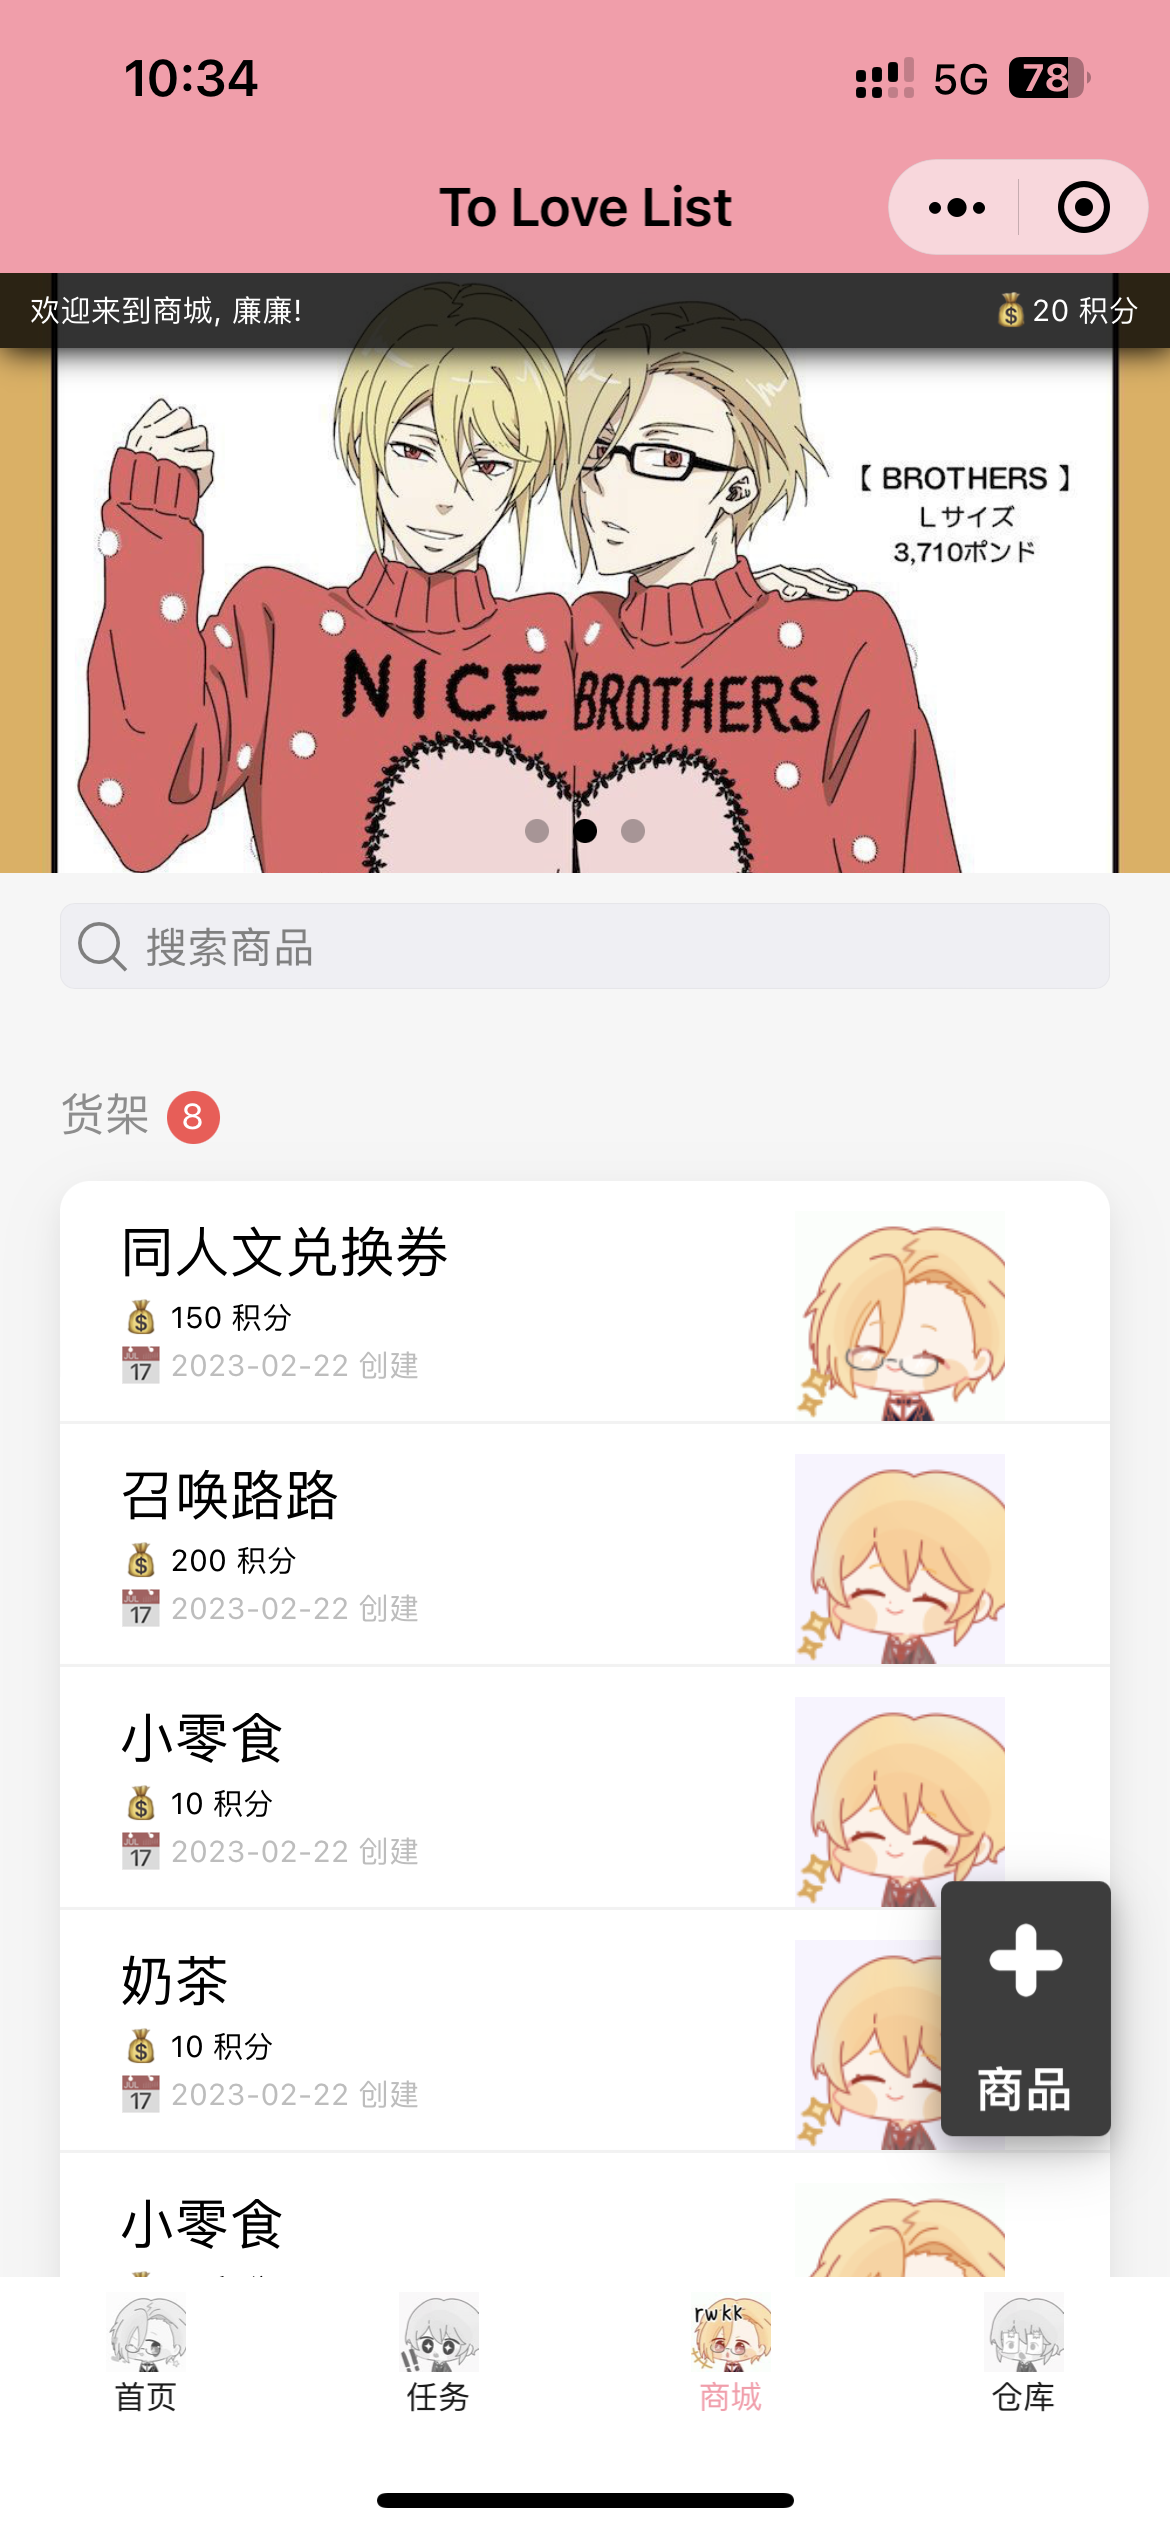 10:34
5G
78
To Love List
欢迎来到商城, 廉廉!
20 积分
【 BROTHERS 】
Lサイズ
3,710ポンド
NICE BROTHERS
搜索商品
货架 8
同人文兑换券
150 积分
JUL 17 2023-02-22 创建
召唤路路
200 积分
JUL 17 2023-02-22 创建
小零食
10 积分
JUL 17 2023-02-22 创建
奶茶
10 积分
JUL 17 2023-02-22 创建
商品
小零食
rwkk
首页
任务
商城
仓库